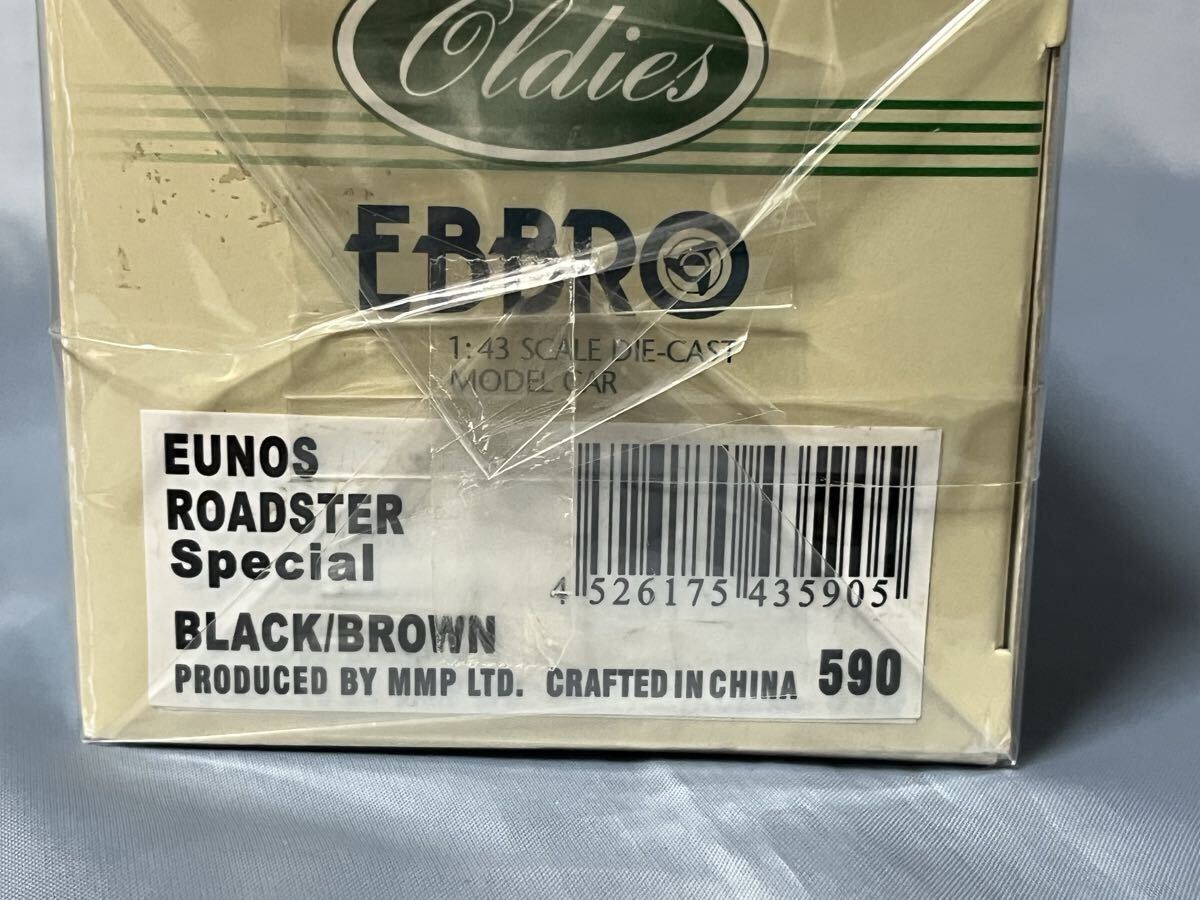 Oldies
EBBRO
1:43 SCALE DIE-CAST
MODEL CAR
EUNOS
ROADSTER
Special
BLACK/BROWN
PRODUCED BY MMP LTD. CRAFTED IN CHINA 590
4 526175 435905